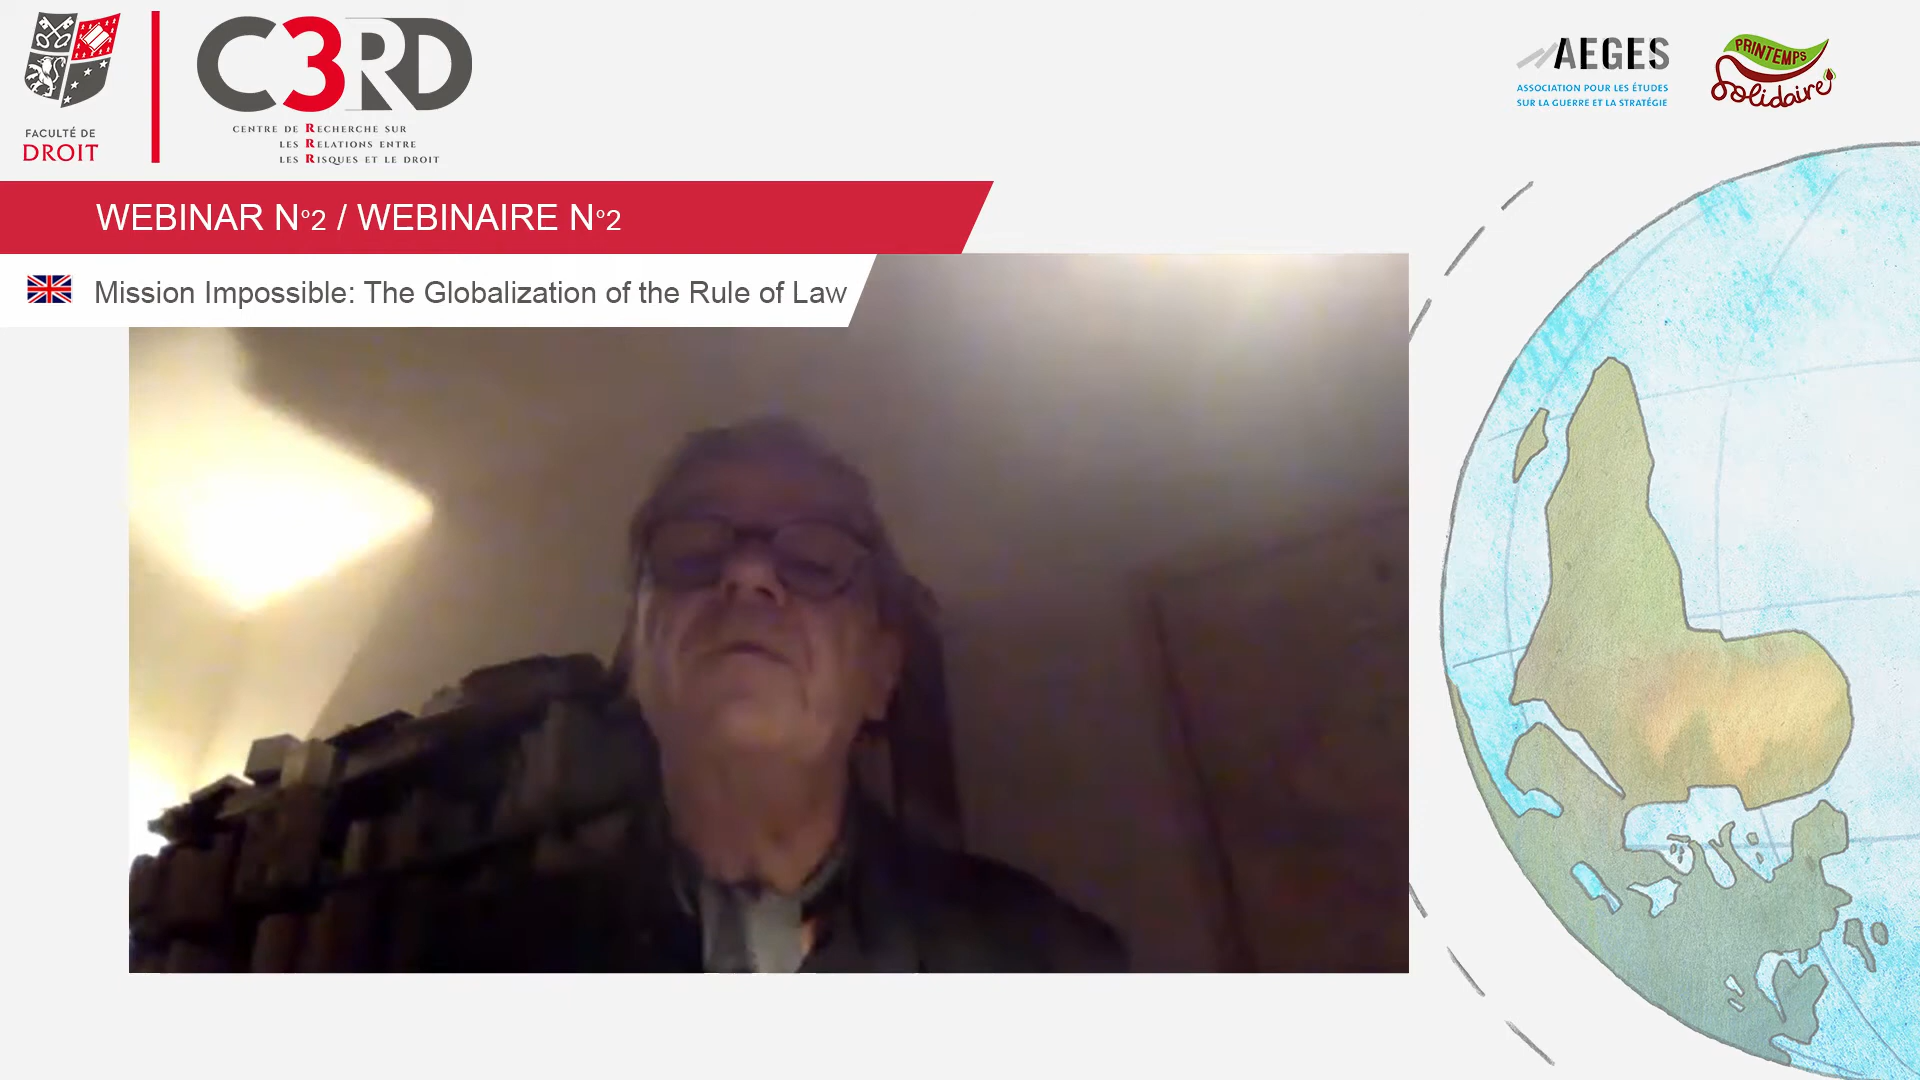 C3RD
FACULTÉ DE
DROIT
CENTRE DE RECHERCHE SUR
LES RELATIONS ENTRE
LES RISQUES ET LE DROIT
AEGES
ASSOCIATION POUR LES ÉTUDES
SUR LA GUERRE ET LA STRATÉGIE
PRINTEMPS
Solidaire
WEBINAR N°2 / WEBINAIRE N°2
Mission Impossible: The Globalization of the Rule of Law